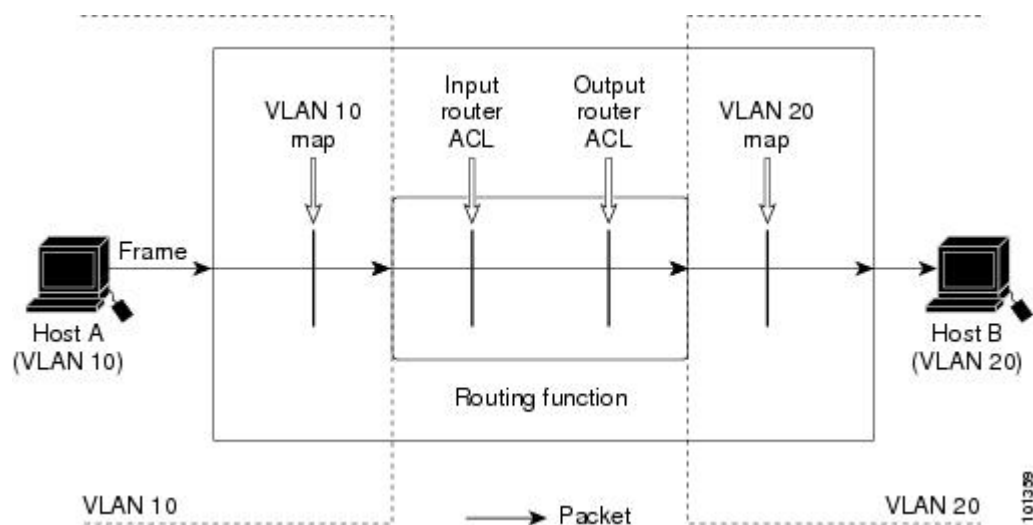 VLAN 10
map
Input
router
ACL
Output
router
ACL
VLAN 20
map
Frame
Host A
(VLAN 10)
Host B
(VLAN 20)
Routing function
VLAN 10
Packet
VLAN 20
101359